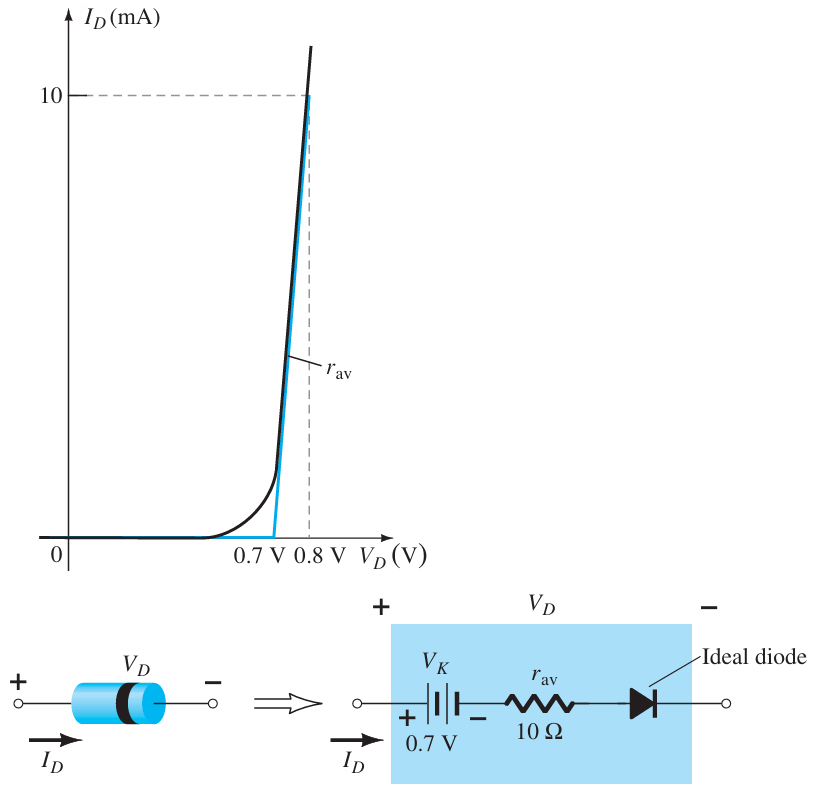 I_D (mA)
10
r_av
0
0.7 V 0.8 V V_D (V)
+ V_D −
V_D
+ −
I_D
V_K
+ −
0.7 V
r_av
10 Ω
Ideal diode
I_D